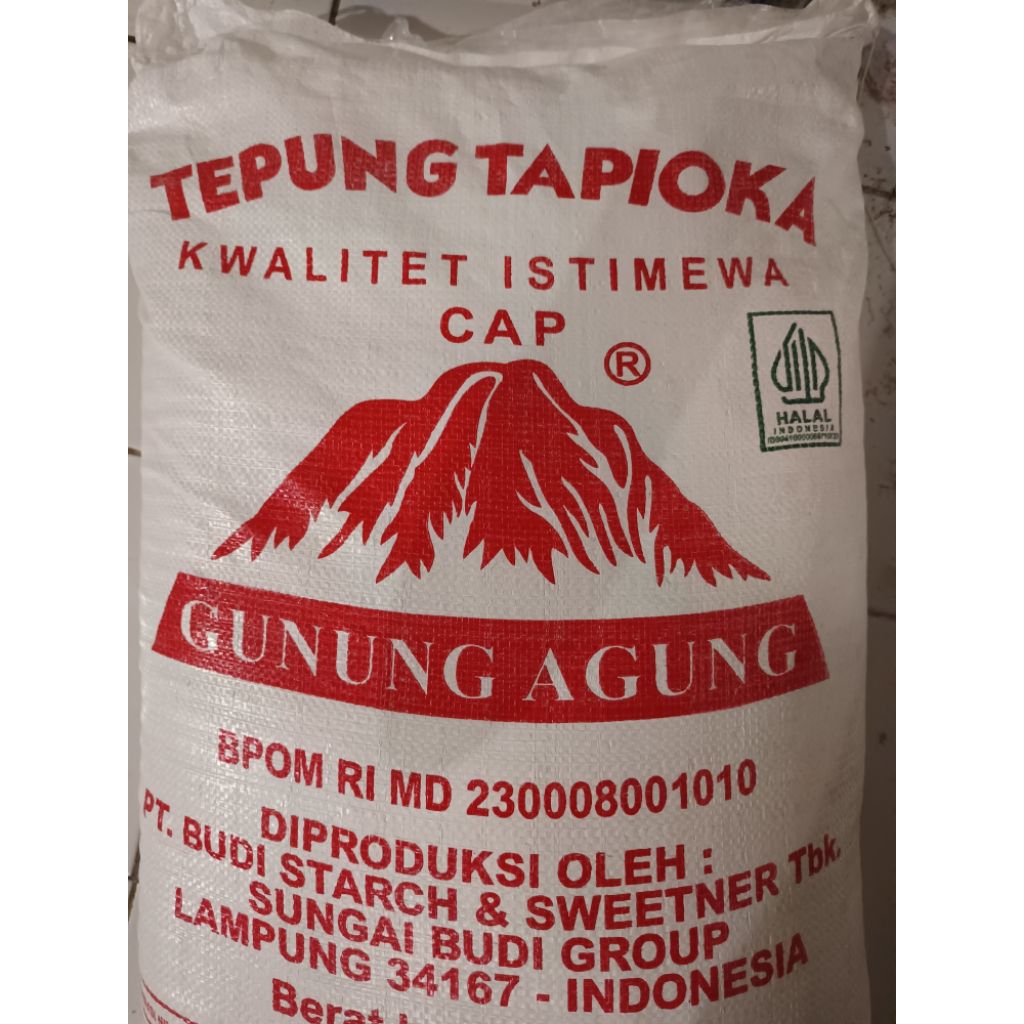 TEPUNG TAPIOKA
KWALITET ISTIMEWA
CAP
®
HALAL
INDONESIA
GUNUNG AGUNG
BPOM RI MD 230008001010
DIPRODUKSI OLEH :
PT. BUDI STARCH & SWEETNER Tbk.
SUNGAI BUDI GROUP
LAMPUNG 34167 - INDONESIA
Berat